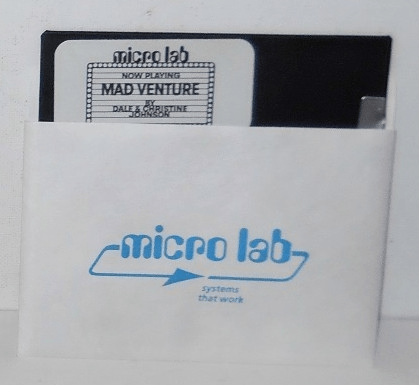 micro lab
NOW PLAYING
MAD VENTURE
BY
DALE & CHRISTINE
JOHNSON
micro lab
systems
that work